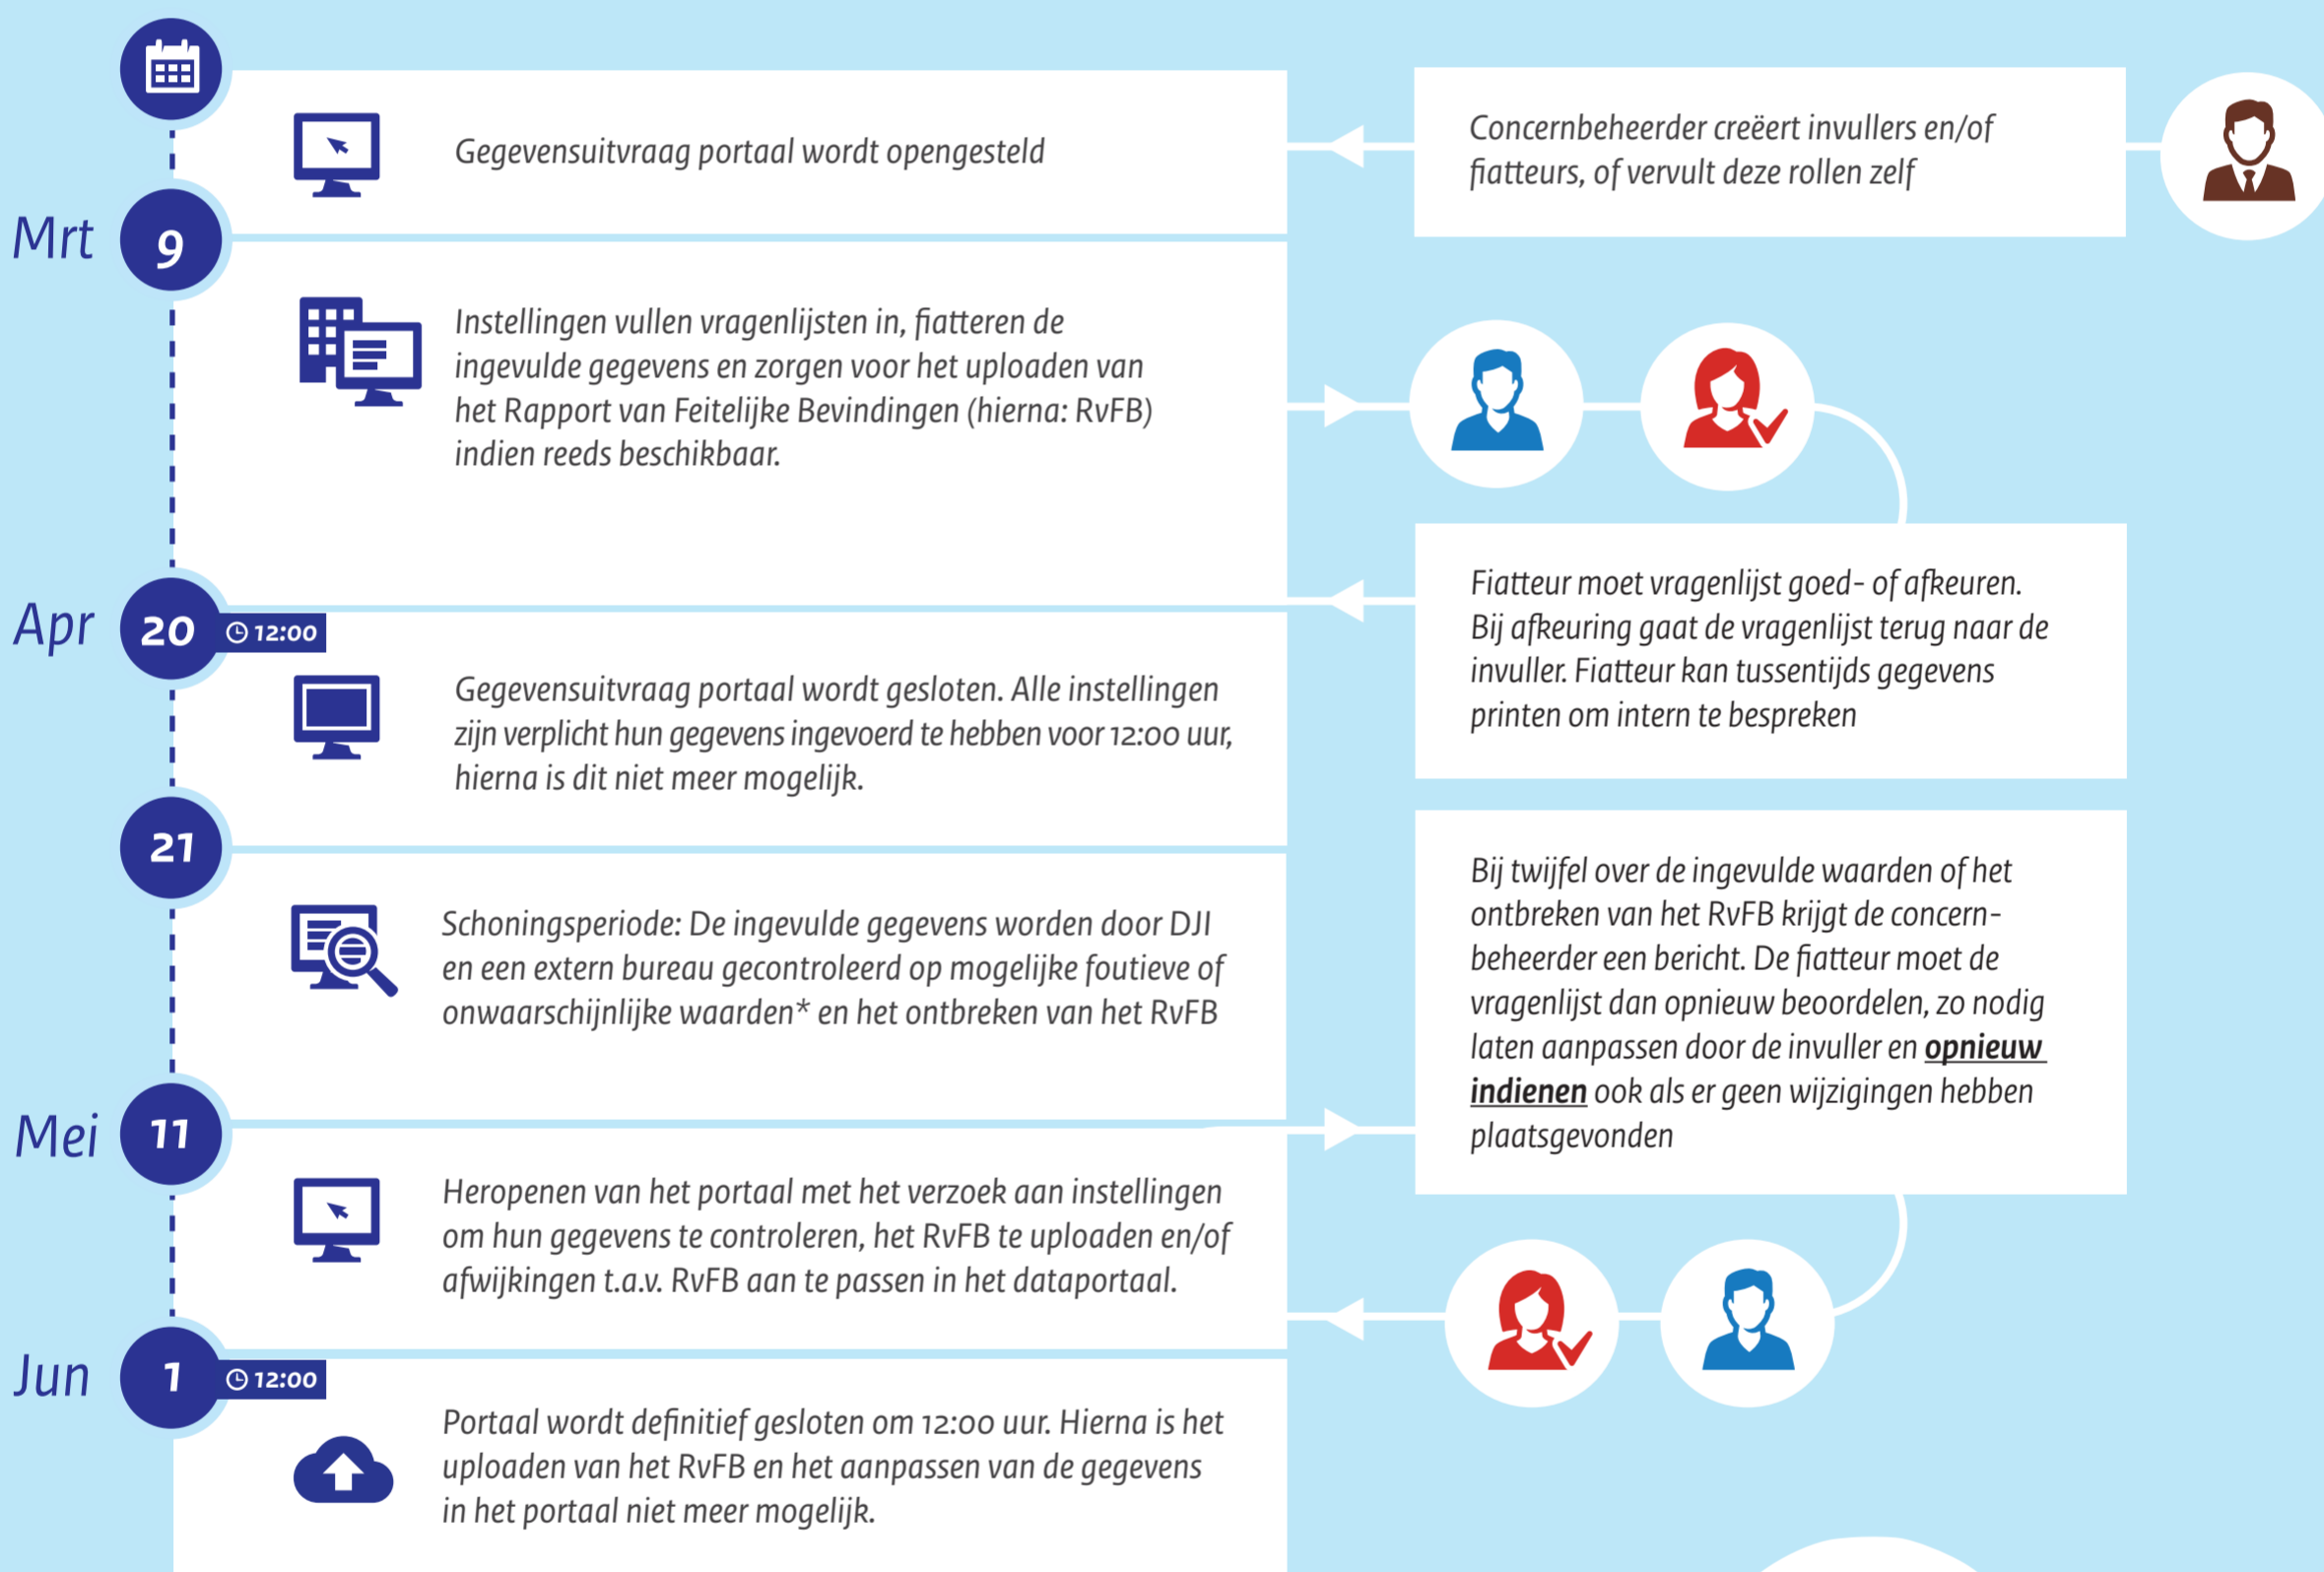 Gegevensuitvraag portaal wordt opengesteld
Concernbeheerder creëert invullers en/of
fiatteurs, of vervult deze rollen zelf
Mrt
9
Instellingen vullen vragenlijsten in, fiatteren de
ingevulde gegevens en zorgen voor het uploaden van
het Rapport van Feitelijke Bevindingen (hierna: RvFB)
indien reeds beschikbaar.
Fiatteur moet vragenlijst goed- of afkeuren.
Bij afkeuring gaat de vragenlijst terug naar de
invuller. Fiatteur kan tussentijds gegevens
printen om intern te bespreken
Apr
20
12:00
Gegevensuitvraag portaal wordt gesloten. Alle instellingen
zijn verplicht hun gegevens ingevoerd te hebben voor 12:00 uur,
hierna is dit niet meer mogelijk.
21
Schoningsperiode: De ingevulde gegevens worden door DJI
en een extern bureau gecontroleerd op mogelijke foutieve of
onwaarschijnlijke waarden* en het ontbreken van het RvFB
Bij twijfel over de ingevulde waarden of het
ontbreken van het RvFB krijgt de concern-
beheerder een bericht. De fiatteur moet de
vragenlijst dan opnieuw beoordelen, zo nodig
laten aanpassen door de invuller en opnieuw
indienen ook als er geen wijzigingen hebben
plaatsgevonden
Mei
11
Heropenen van het portaal met het verzoek aan instellingen
om hun gegevens te controleren, het RvFB te uploaden en/of
afwijkingen t.a.v. RvFB aan te passen in het dataportaal.
Jun
1
12:00
Portaal wordt definitief gesloten om 12:00 uur. Hierna is het
uploaden van het RvFB en het aanpassen van de gegevens
in het portaal niet meer mogelijk.